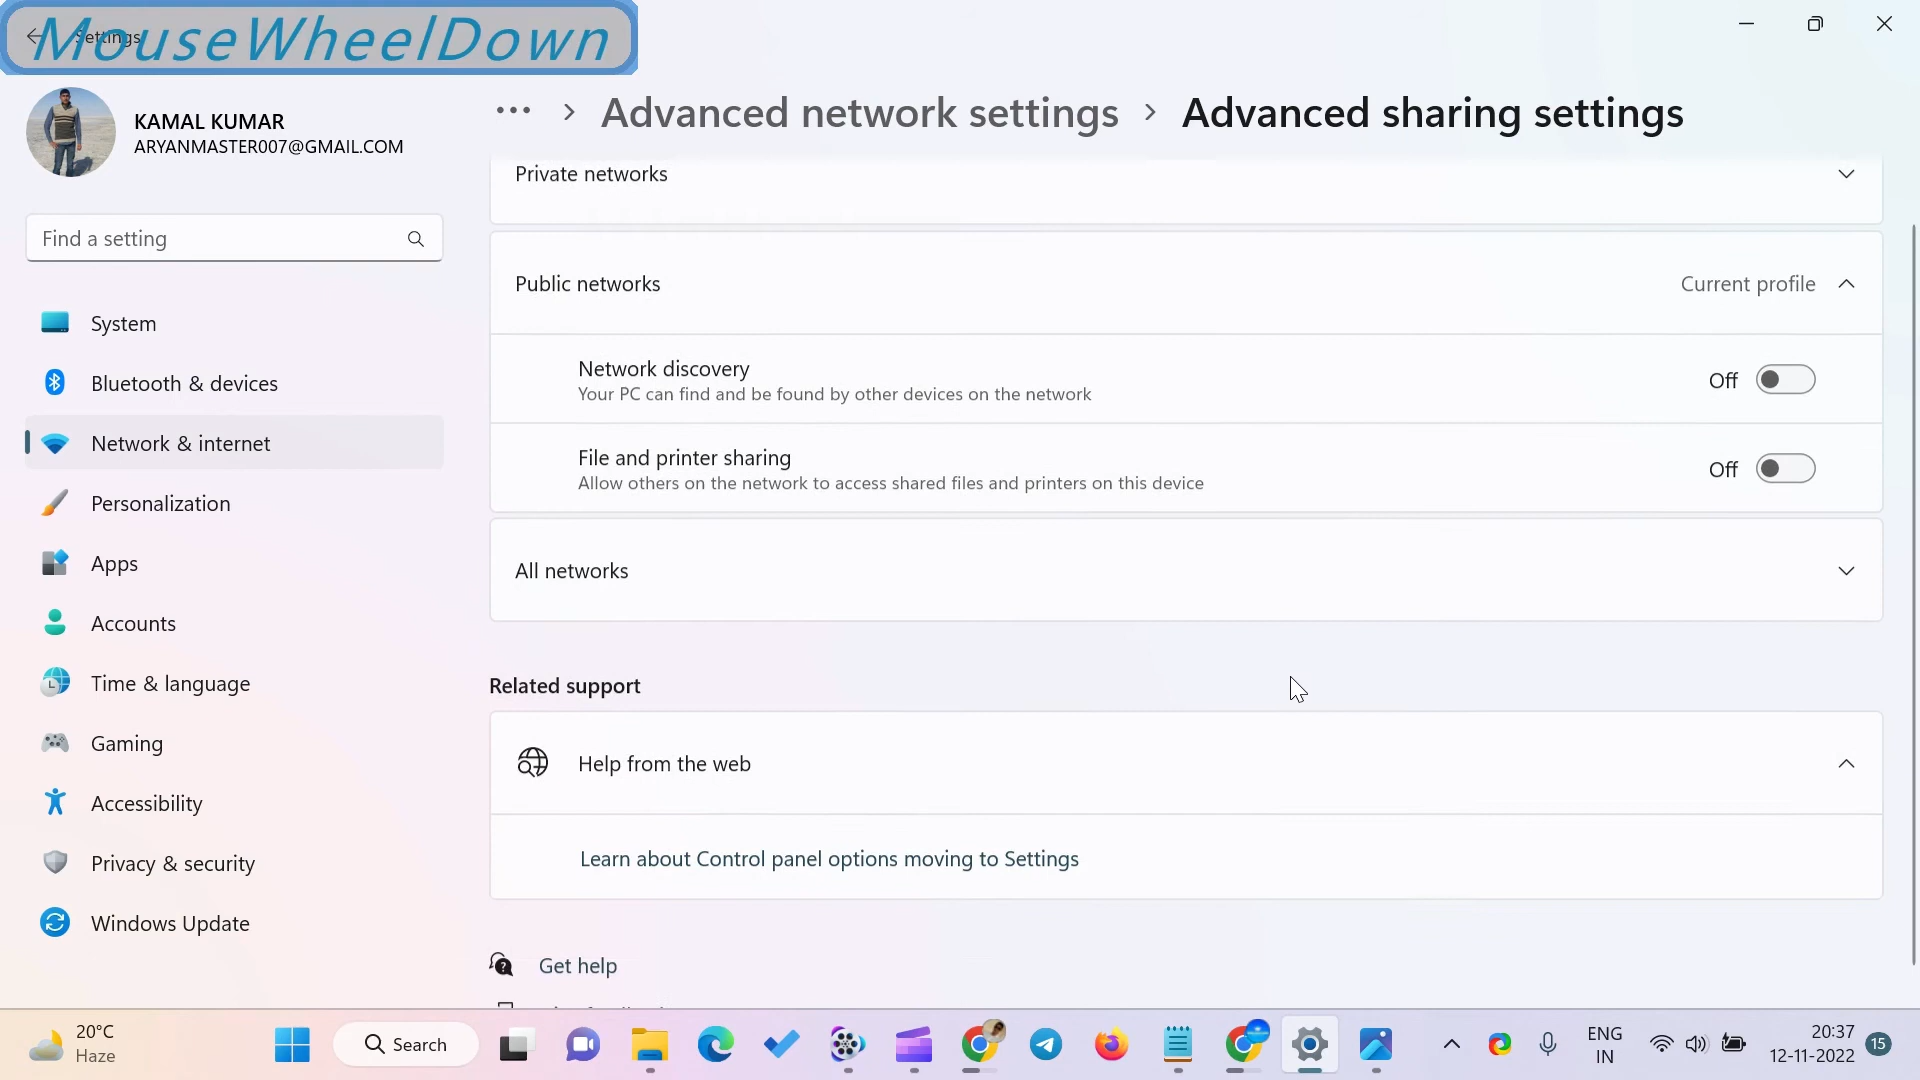 MouseWheelDown
Settings
KAMAL KUMAR
ARYANMASTER007@GMAIL.COM
Find a setting
System
Bluetooth & devices
Network & internet
Personalization
Apps
Accounts
Time & language
Gaming
Accessibility
Privacy & security
Windows Update
··· > Advanced network settings > Advanced sharing settings
Private networks
Public networks
Current profile
Network discovery
Your PC can find and be found by other devices on the network
Off
File and printer sharing
Allow others on the network to access shared files and printers on this device
Off
All networks
Related support
Help from the web
Learn about Control panel options moving to Settings
Get help
20°C
Haze
Search
ENG
IN
20:37
12-11-2022
15